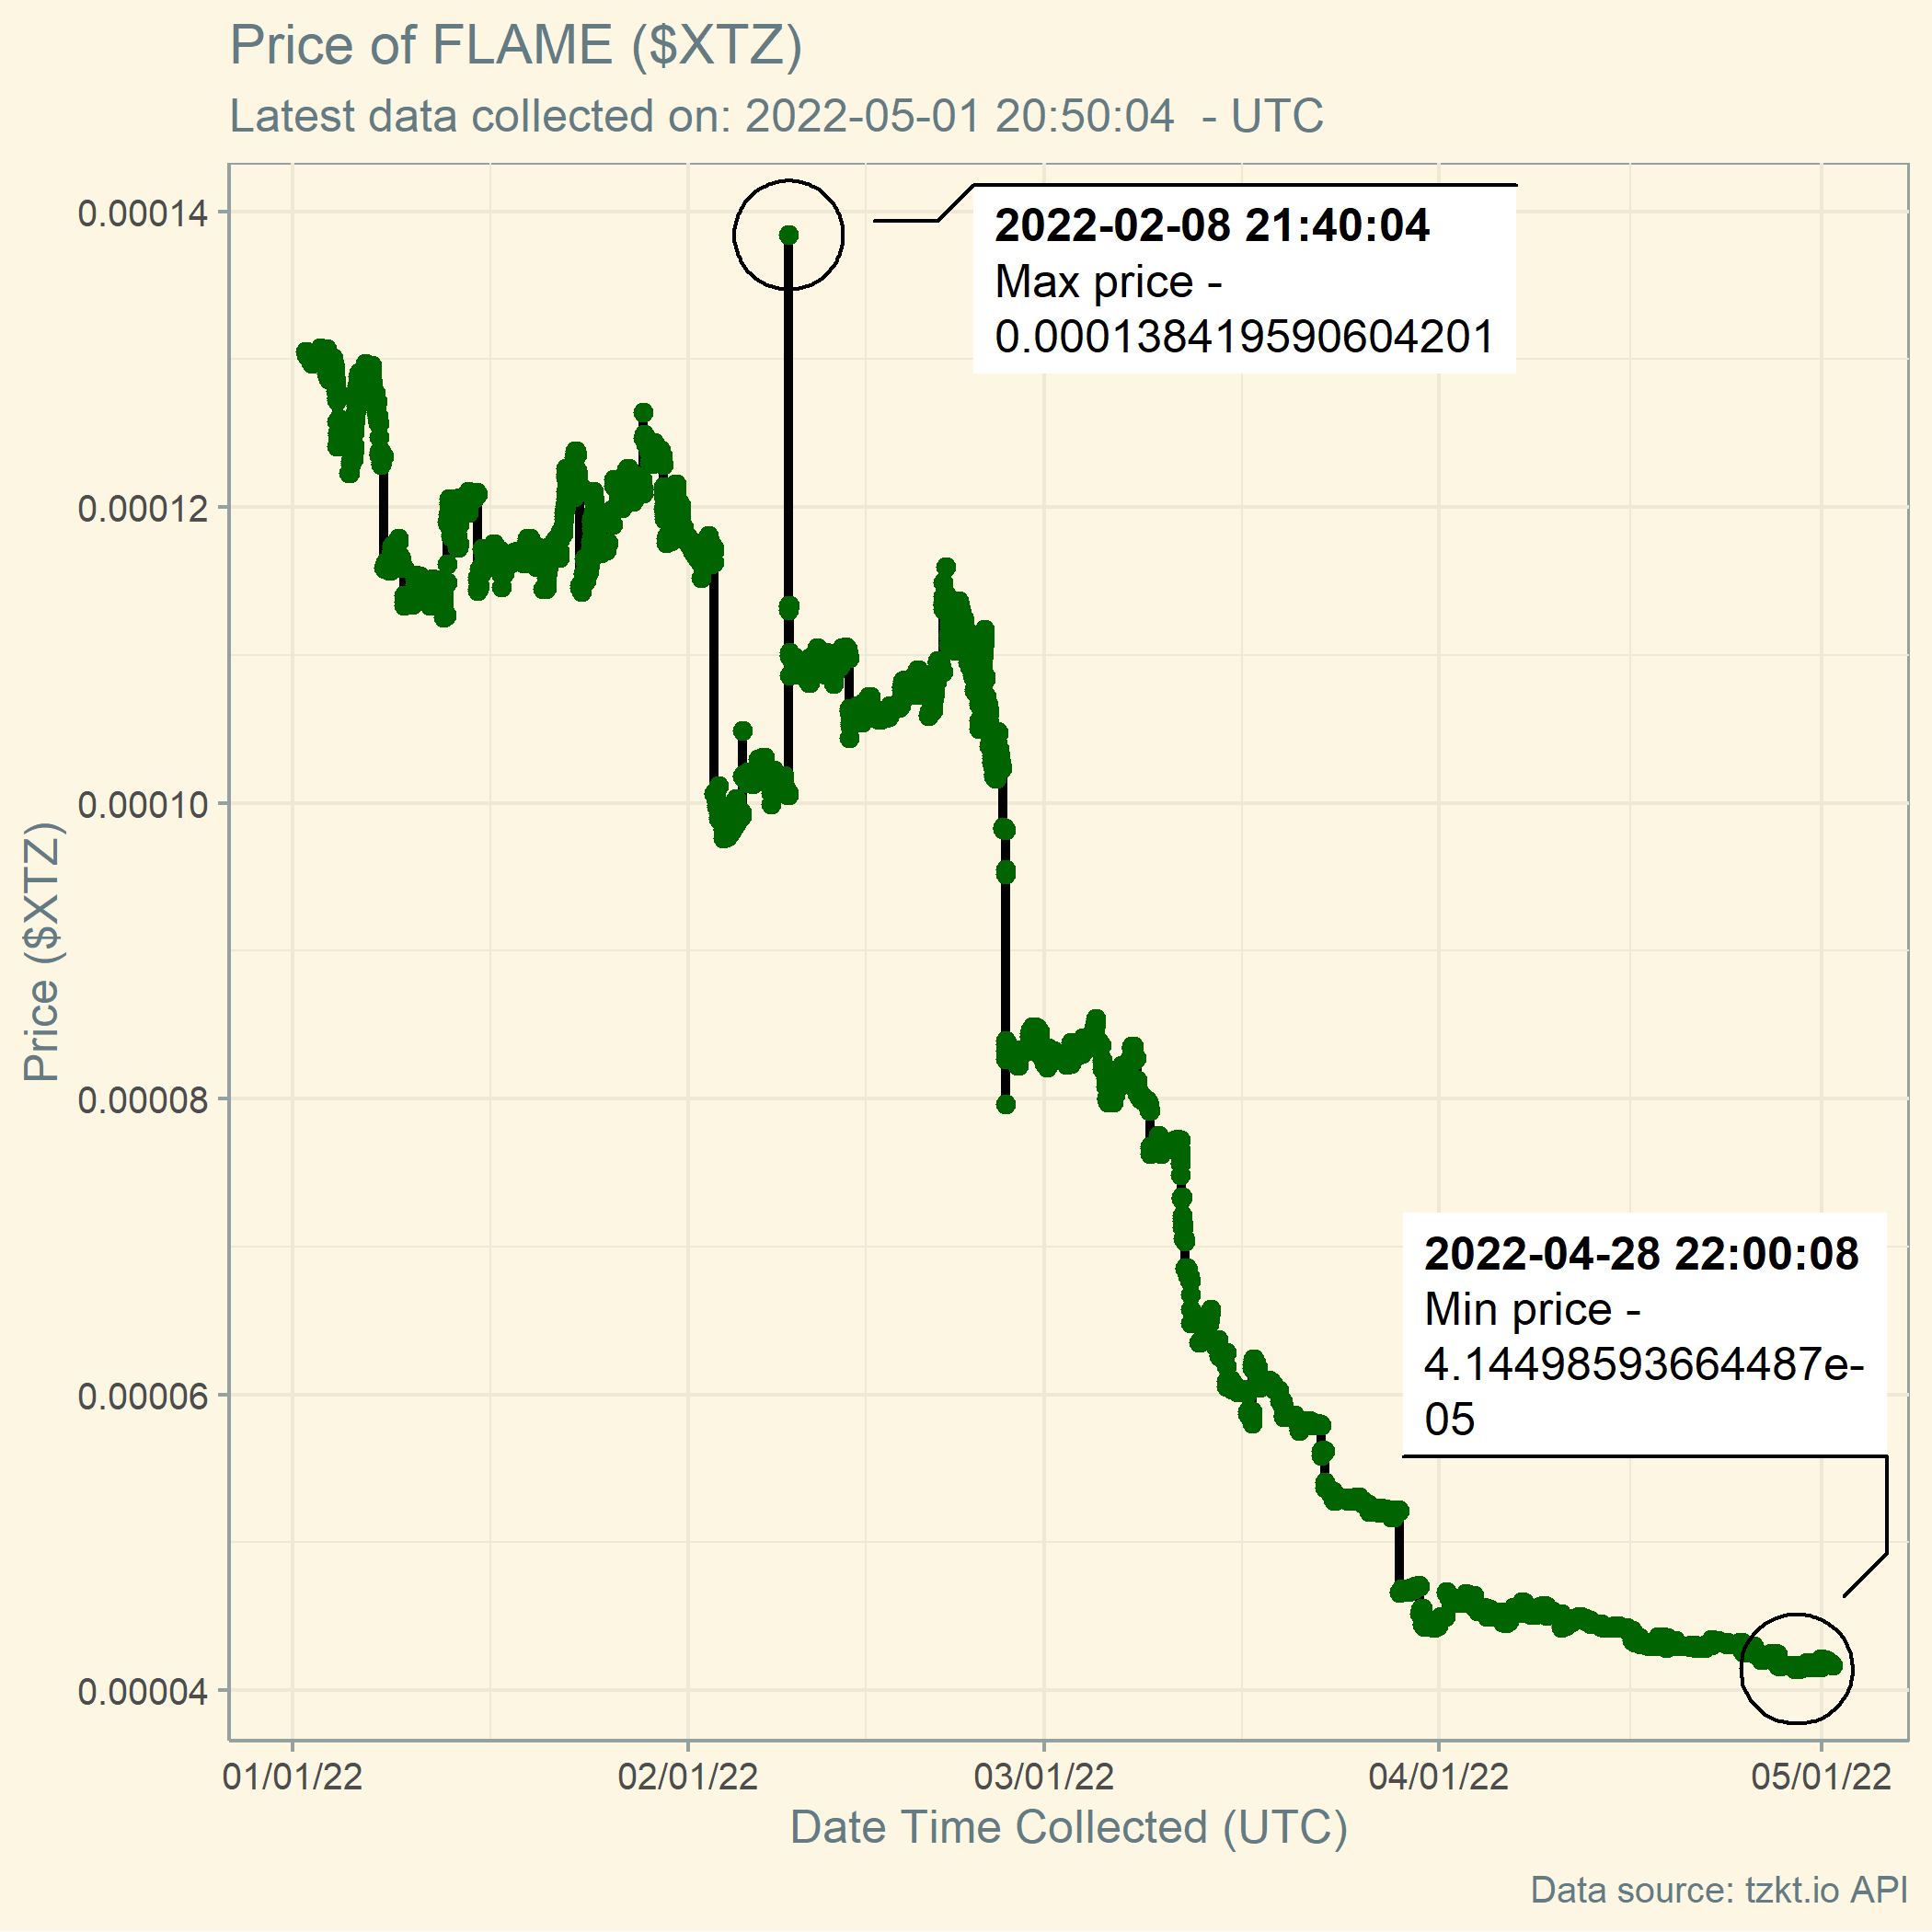 Price of FLAME ($XTZ)
Latest data collected on: 2022-05-01 20:50:04  - UTC
2022-02-08 21:40:04
Max price -
0.000138419590604201
2022-04-28 22:00:08
Min price -
4.14498593664487e-
05
Price ($XTZ)
0.00014
0.00012
0.00010
0.00008
0.00006
0.00004
01/01/22
02/01/22
03/01/22
04/01/22
05/01/22
Date Time Collected (UTC)
Data source: tzkt.io API